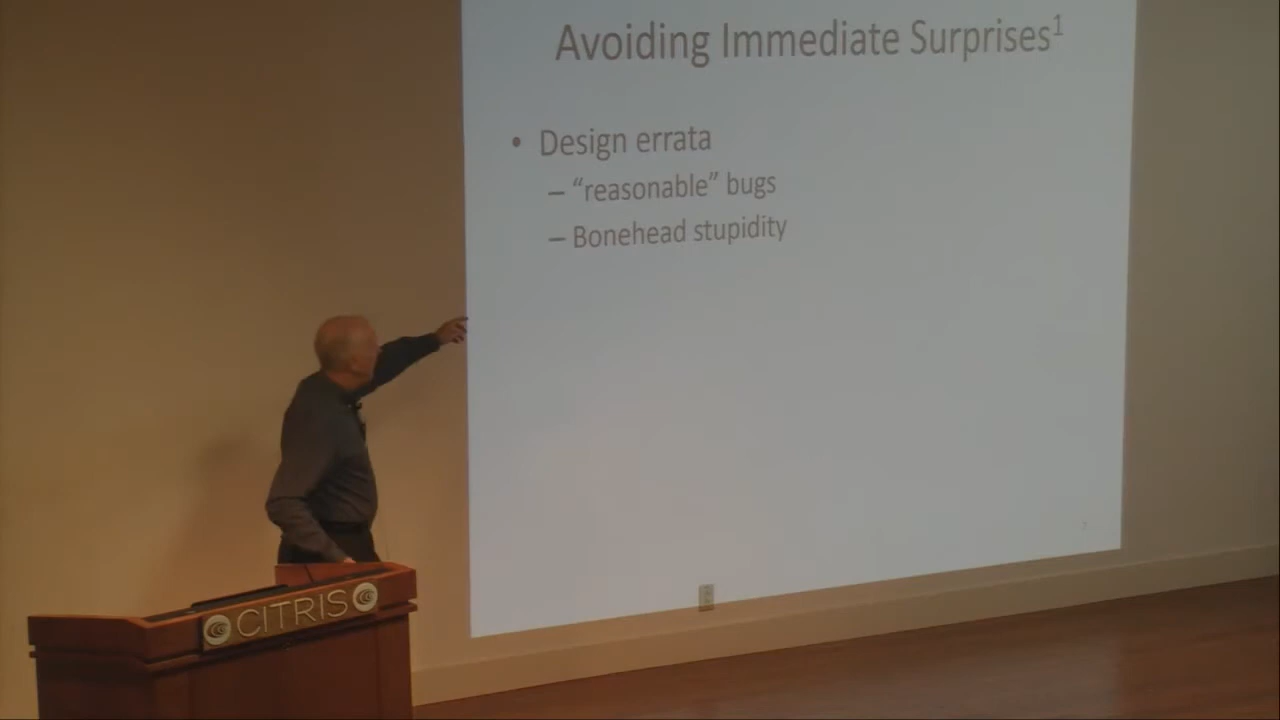 Avoiding Immediate Surprises¹
• Design errata
– “reasonable” bugs
– Bonehead stupidity
CITRIS